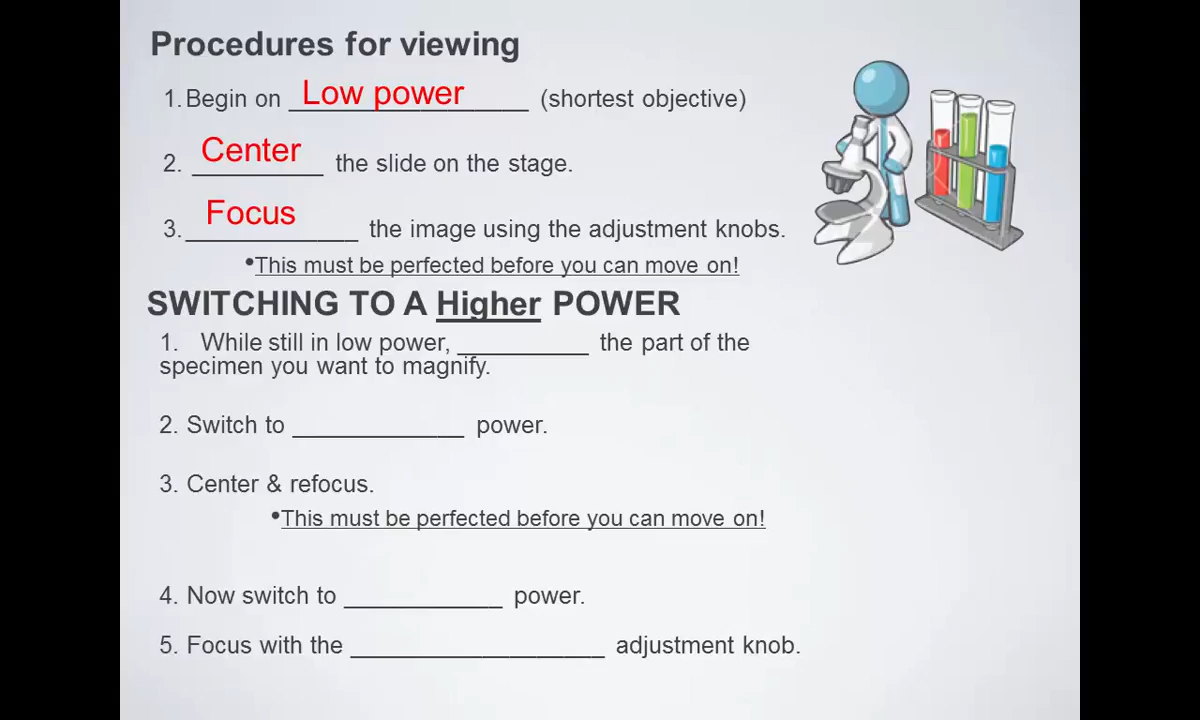 Procedures for viewing
1. Begin on Low power (shortest objective)
2. Center the slide on the stage.
3. Focus the image using the adjustment knobs.
•This must be perfected before you can move on!
SWITCHING TO A Higher POWER
1. While still in low power, __________ the part of the
specimen you want to magnify.
2. Switch to _____________ power.
3. Center & refocus.
•This must be perfected before you can move on!
4. Now switch to ____________ power.
5. Focus with the ___________________ adjustment knob.